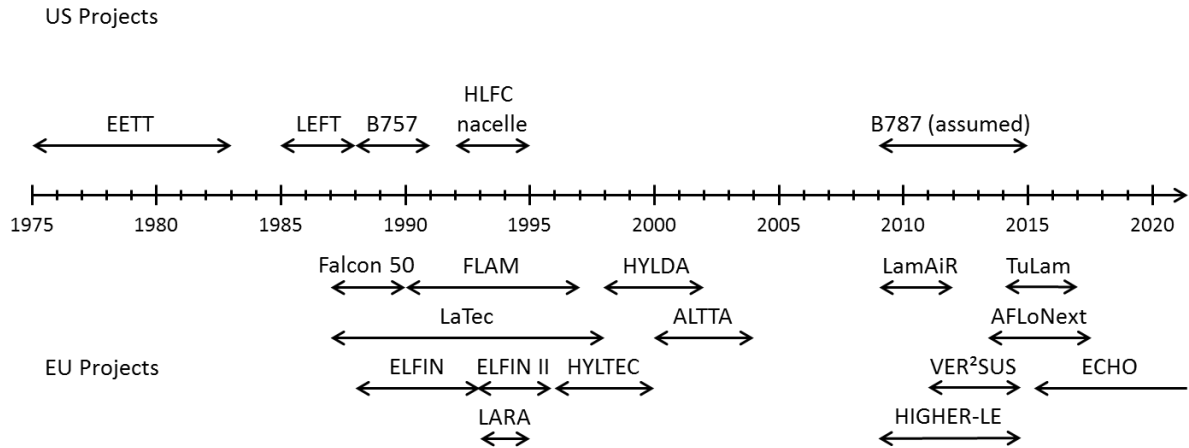 US Projects
HLFC
EETT LEFT B757 nacelle B787 (assumed)
1975 1980 1985 1990 1995 2000 2005 2010 2015 2020
Falcon 50 FLAM HYLDA LamAiR TuLam
LaTec ALTTA AFLoNext
EU Projects ELFIN ELFIN II HYLTEC VER²SUS ECHO
LARA HIGHER-LE